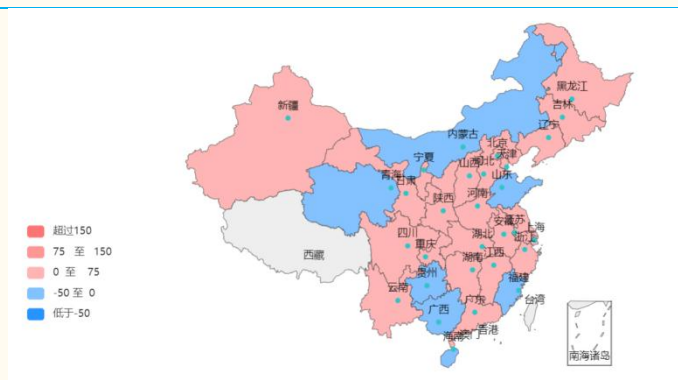 黑龙江
新疆
吉林
辽宁
内蒙古
北京
天津
宁夏
山西
河北
青海
甘肃
山东
陕西
河南
安徽
江苏
上海
四川
重庆
湖北
浙江
西藏
湖南
江西
贵州
福建
云南
广西
广东
台湾
香港
海南
澳门
南海诸岛
超过150
75 至 150
0 至 75
-50 至 0
低于-50